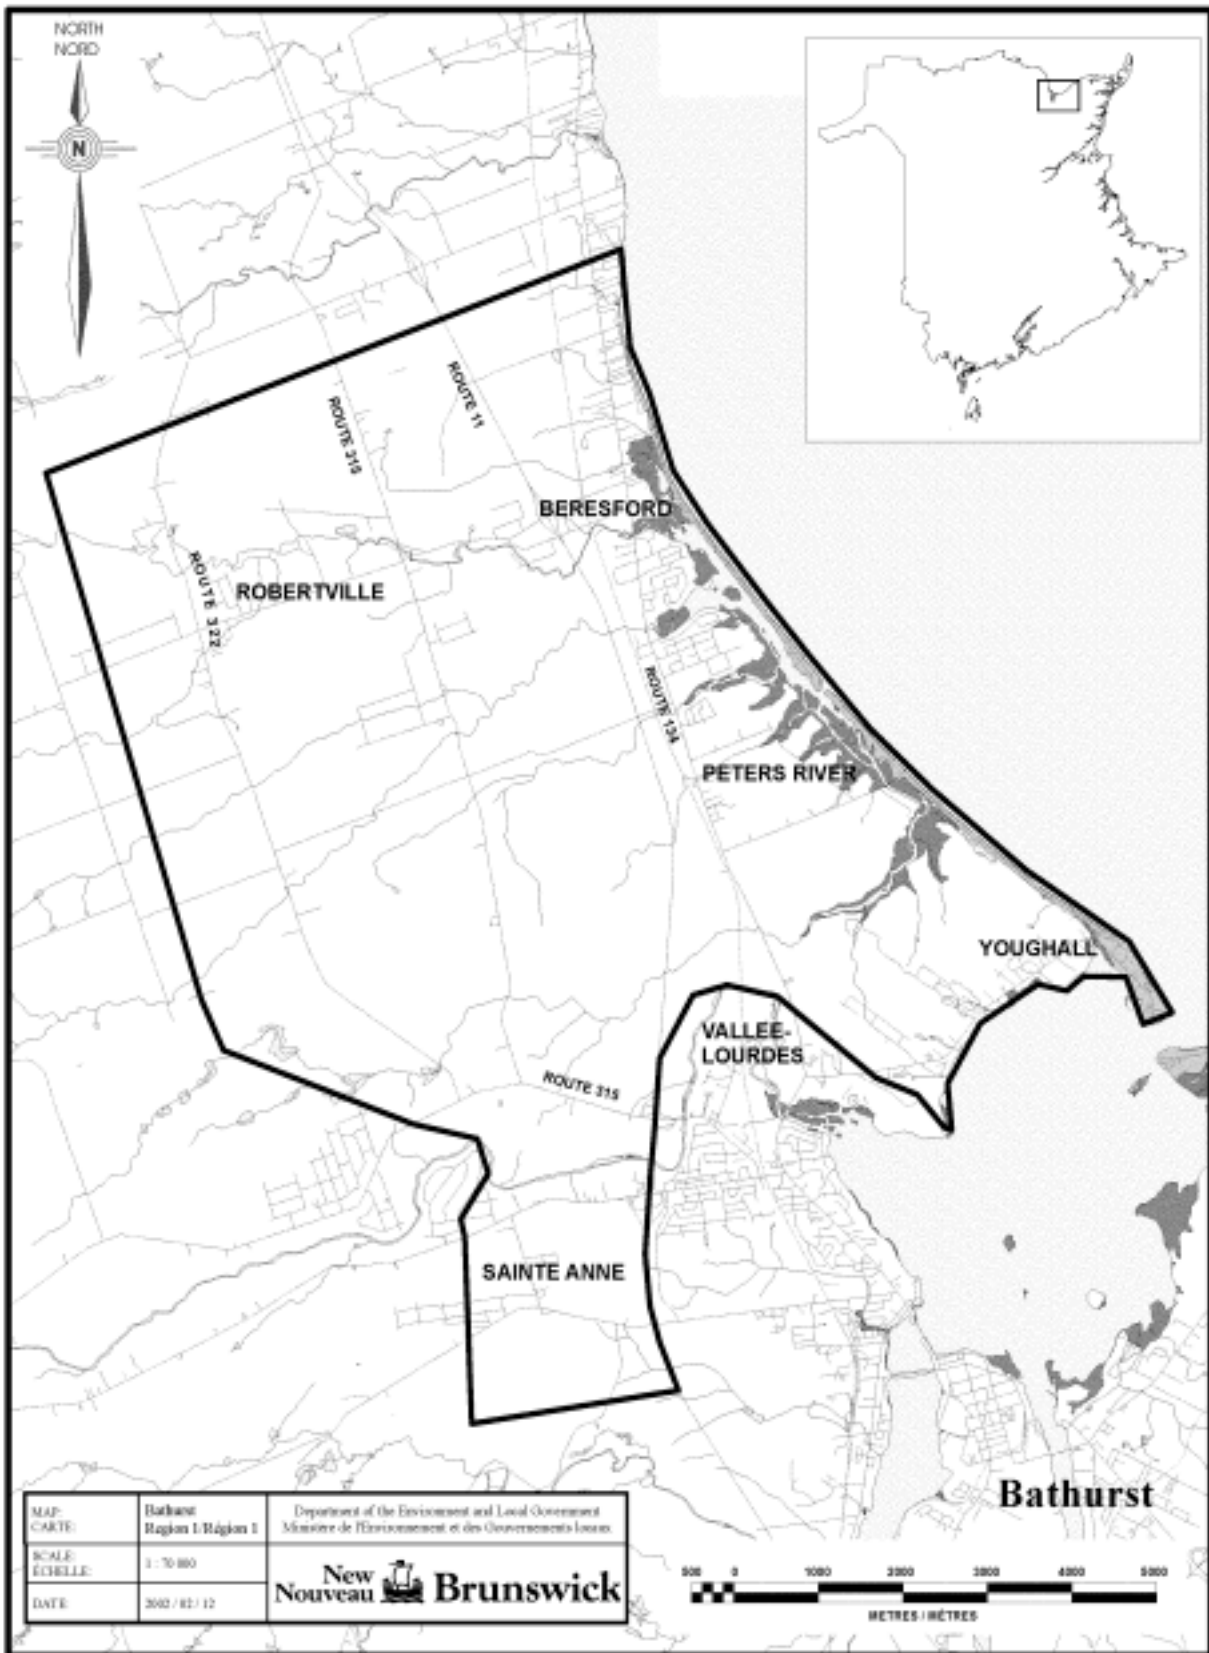 NORTH
NORD
N
ROUTE 11
ROUTE 315
BERESFORD
ROUTE 322
ROBERTVILLE
ROUTE 134
PETERS RIVER
YOUGHALL
VALLEE-
LOURDES
ROUTE 315
SAINTE ANNE
Bathurst
MAP:
CARTE:
Bathurst
Region 1/Région 1
Department of the Environment and Local Government
Ministère de l'Environnement et des Gouvernements locaux
SCALE:
ÉCHELLE:
1 : 70 000
New
Nouveau Brunswick
DATE
2002 / 02 / 12
500 0 1000 2000 3000 4000 5000
METRES / MÈTRES